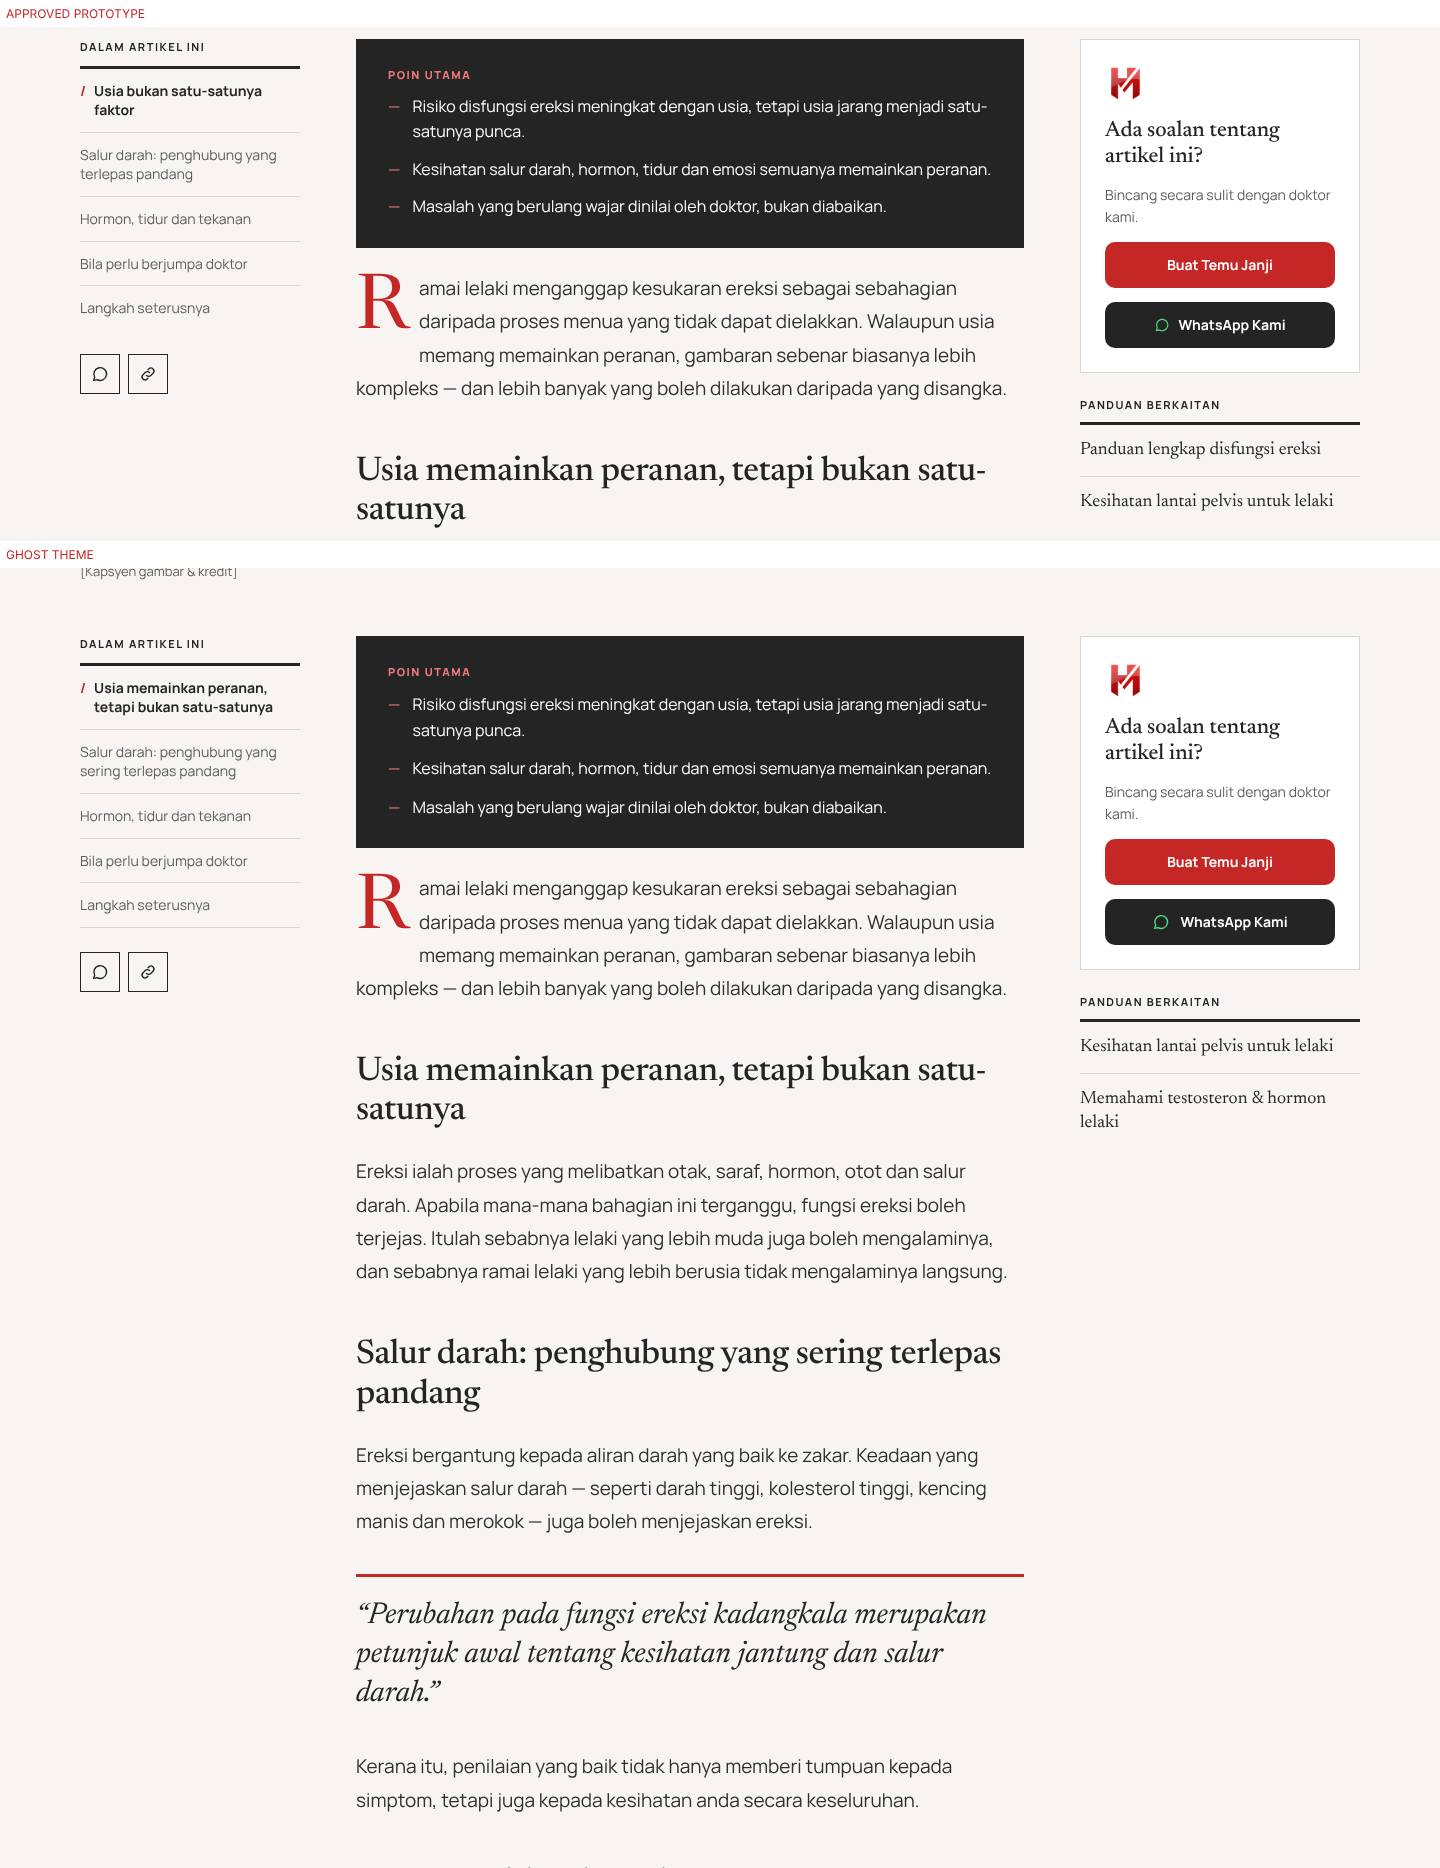 APPROVED PROTOTYPE
DALAM ARTIKEL INI
/ Usia bukan satu-satunya
faktor
Salur darah: penghubung yang
terlepas pandang
Hormon, tidur dan tekanan
Bila perlu berjumpa doktor
Langkah seterusnya
POIN UTAMA
— Risiko disfungsi ereksi meningkat dengan usia, tetapi usia jarang menjadi satu-
satunya punca.
— Kesihatan salur darah, hormon, tidur dan emosi semuanya memainkan peranan.
— Masalah yang berulang wajar dinilai oleh doktor, bukan diabaikan.
Ramai lelaki menganggap kesukaran ereksi sebagai sebahagian
daripada proses menua yang tidak dapat dielakkan. Walaupun usia
memang memainkan peranan, gambaran sebenar biasanya lebih
kompleks — dan lebih banyak yang boleh dilakukan daripada yang disangka.
Usia memainkan peranan, tetapi bukan satu-
satunya
Ada soalan tentang
artikel ini?
Bincang secara sulit dengan doktor
kami.
Buat Temu Janji
WhatsApp Kami
PANDUAN BERKAITAN
Panduan lengkap disfungsi ereksi
Kesihatan lantai pelvis untuk lelaki
GHOST THEME
[Kapsyen gambar & kredit]
DALAM ARTIKEL INI
/ Usia memainkan peranan,
tetapi bukan satu-satunya
Salur darah: penghubung yang
sering terlepas pandang
Hormon, tidur dan tekanan
Bila perlu berjumpa doktor
Langkah seterusnya
POIN UTAMA
— Risiko disfungsi ereksi meningkat dengan usia, tetapi usia jarang menjadi satu-
satunya punca.
— Kesihatan salur darah, hormon, tidur dan emosi semuanya memainkan peranan.
— Masalah yang berulang wajar dinilai oleh doktor, bukan diabaikan.
Ramai lelaki menganggap kesukaran ereksi sebagai sebahagian
daripada proses menua yang tidak dapat dielakkan. Walaupun usia
memang memainkan peranan, gambaran sebenar biasanya lebih
kompleks — dan lebih banyak yang boleh dilakukan daripada yang disangka.
Usia memainkan peranan, tetapi bukan satu-
satunya
Ereksi ialah proses yang melibatkan otak, saraf, hormon, otot dan salur
darah. Apabila mana-mana bahagian ini terganggu, fungsi ereksi boleh
terjejas. Itulah sebabnya lelaki yang lebih muda juga boleh mengalaminya,
dan sebabnya ramai lelaki yang lebih berusia tidak mengalaminya langsung.
Salur darah: penghubung yang sering terlepas
pandang
Ereksi bergantung kepada aliran darah yang baik ke zakar. Keadaan yang
menjejaskan salur darah — seperti darah tinggi, kolesterol tinggi, kencing
manis dan merokok — juga boleh menjejaskan ereksi.
“Perubahan pada fungsi ereksi kadangkala merupakan
petunjuk awal tentang kesihatan jantung dan salur
darah.”
Kerana itu, penilaian yang baik tidak hanya memberi tumpuan kepada
simptom, tetapi juga kepada kesihatan anda secara keseluruhan.
Ada soalan tentang
artikel ini?
Bincang secara sulit dengan doktor
kami.
Buat Temu Janji
WhatsApp Kami
PANDUAN BERKAITAN
Kesihatan lantai pelvis untuk lelaki
Memahami testosteron & hormon
lelaki